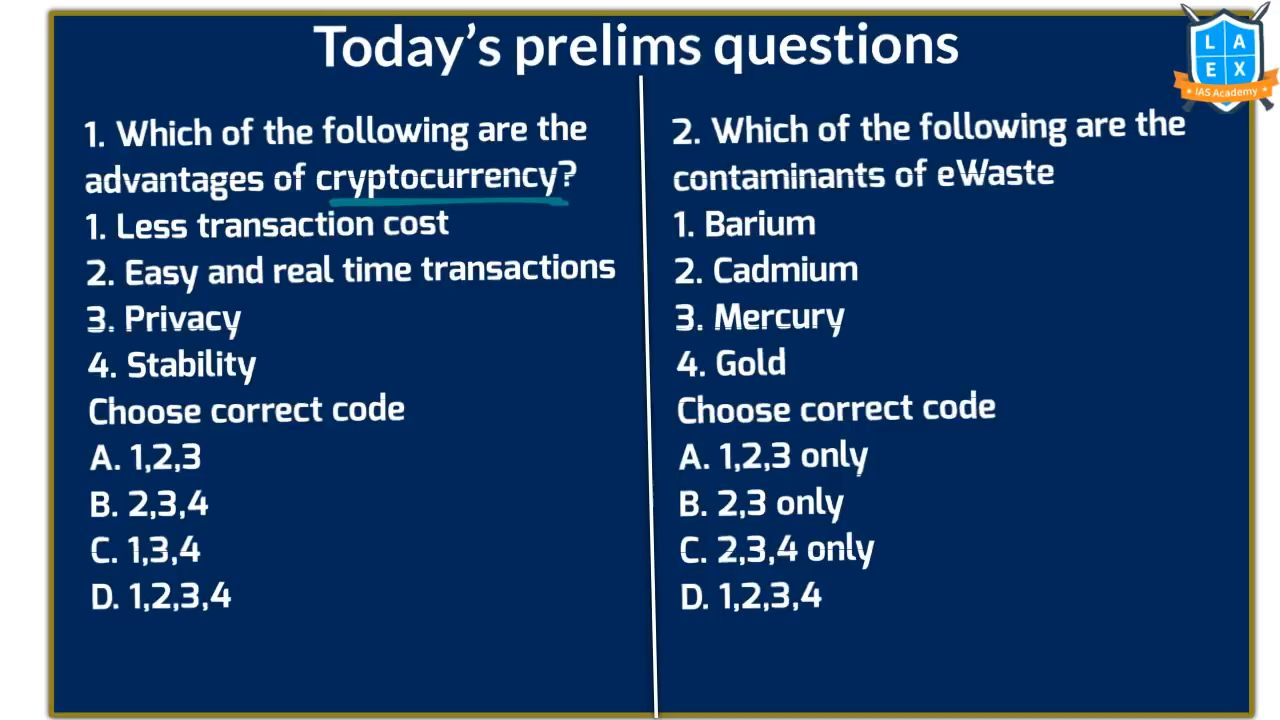 Today's prelims questions
L A
E X
IAS Academy
1. Which of the following are the
advantages of cryptocurrency?
1. Less transaction cost
2. Easy and real time transactions
3. Privacy
4. Stability
Choose correct code
A. 1,2,3
B. 2,3,4
C. 1,3,4
D. 1,2,3,4
2. Which of the following are the
contaminants of eWaste
1. Barium
2. Cadmium
3. Mercury
4. Gold
Choose correct code
A. 1,2,3 only
B. 2,3 only
C. 2,3,4 only
D. 1,2,3,4